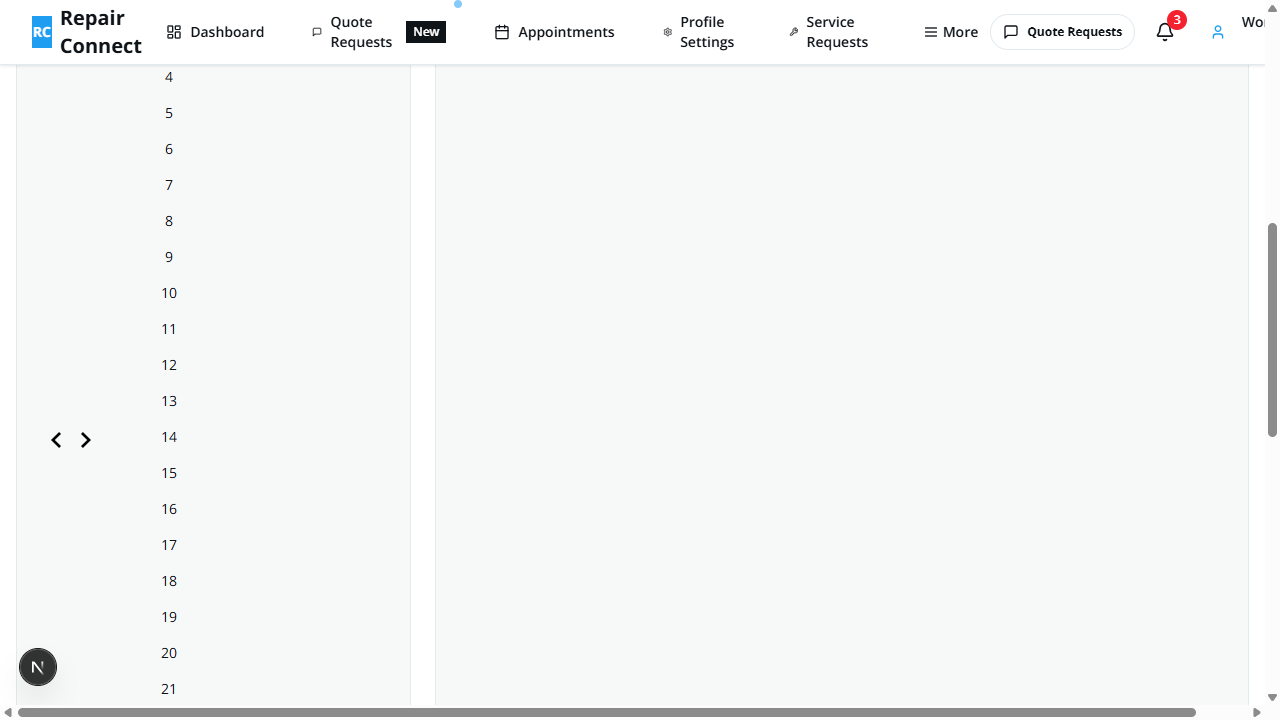 RC
Repair
Connect
Dashboard
Quote
Requests
New
Appointments
Profile
Settings
Service
Requests
More
Quote Requests
3
4
5
6
7
8
9
10
11
12
13
14
15
16
17
18
19
20
21
N